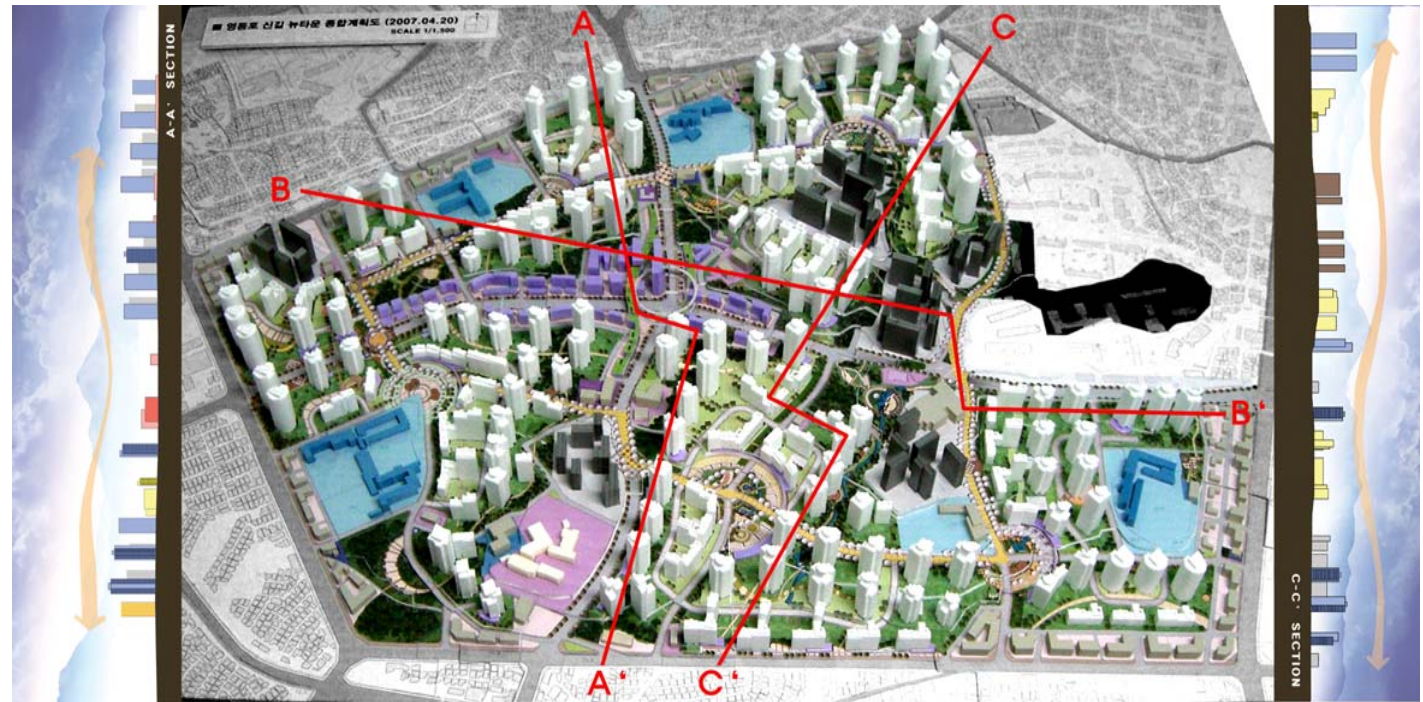 ■ 영등포 신길 뉴타운 종합계획도 (2007.04.20)
SCALE 1/1,500
A-A' SECTION
A
C
B
B'
A'
C'
C-C' SECTION